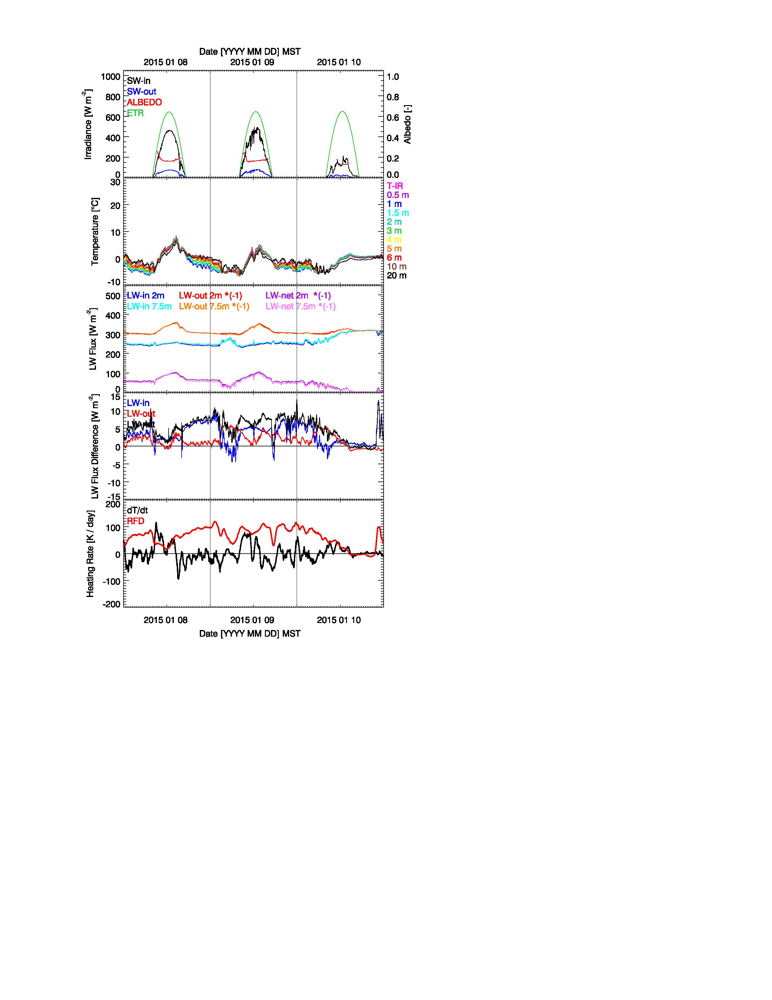 Date [YYYY MM DD] MST
2015 01 08 2015 01 09 2015 01 10
1000
800
600
400
200
0
Irradiance [W m-2]
SW-in
SW-out
ALBEDO
ETR
1.0
0.8
0.6
0.4
0.2
0.0
Albedo [-]
30
20
10
0
-10
Temperature [°C]
T-IR
0.5 m
1 m
1.5 m
2 m
3 m
4 m
5 m
6 m
10 m
20 m
500
400
300
200
100
0
LW Flux [W m-2]
LW-in 2m LW-out 2m *(-1) LW-net 2m *(-1)
LW-in 7.5m LW-out 7.5m *(-1) LW-net 7.5m *(-1)
15
10
5
0
-5
-10
-15
LW Flux Difference [W m-2]
LW-in
LW-out
LW-net
200
100
0
-100
-200
Heating Rate [K / day]
dT/dt
RFD
2015 01 08 2015 01 09 2015 01 10
Date [YYYY MM DD] MST